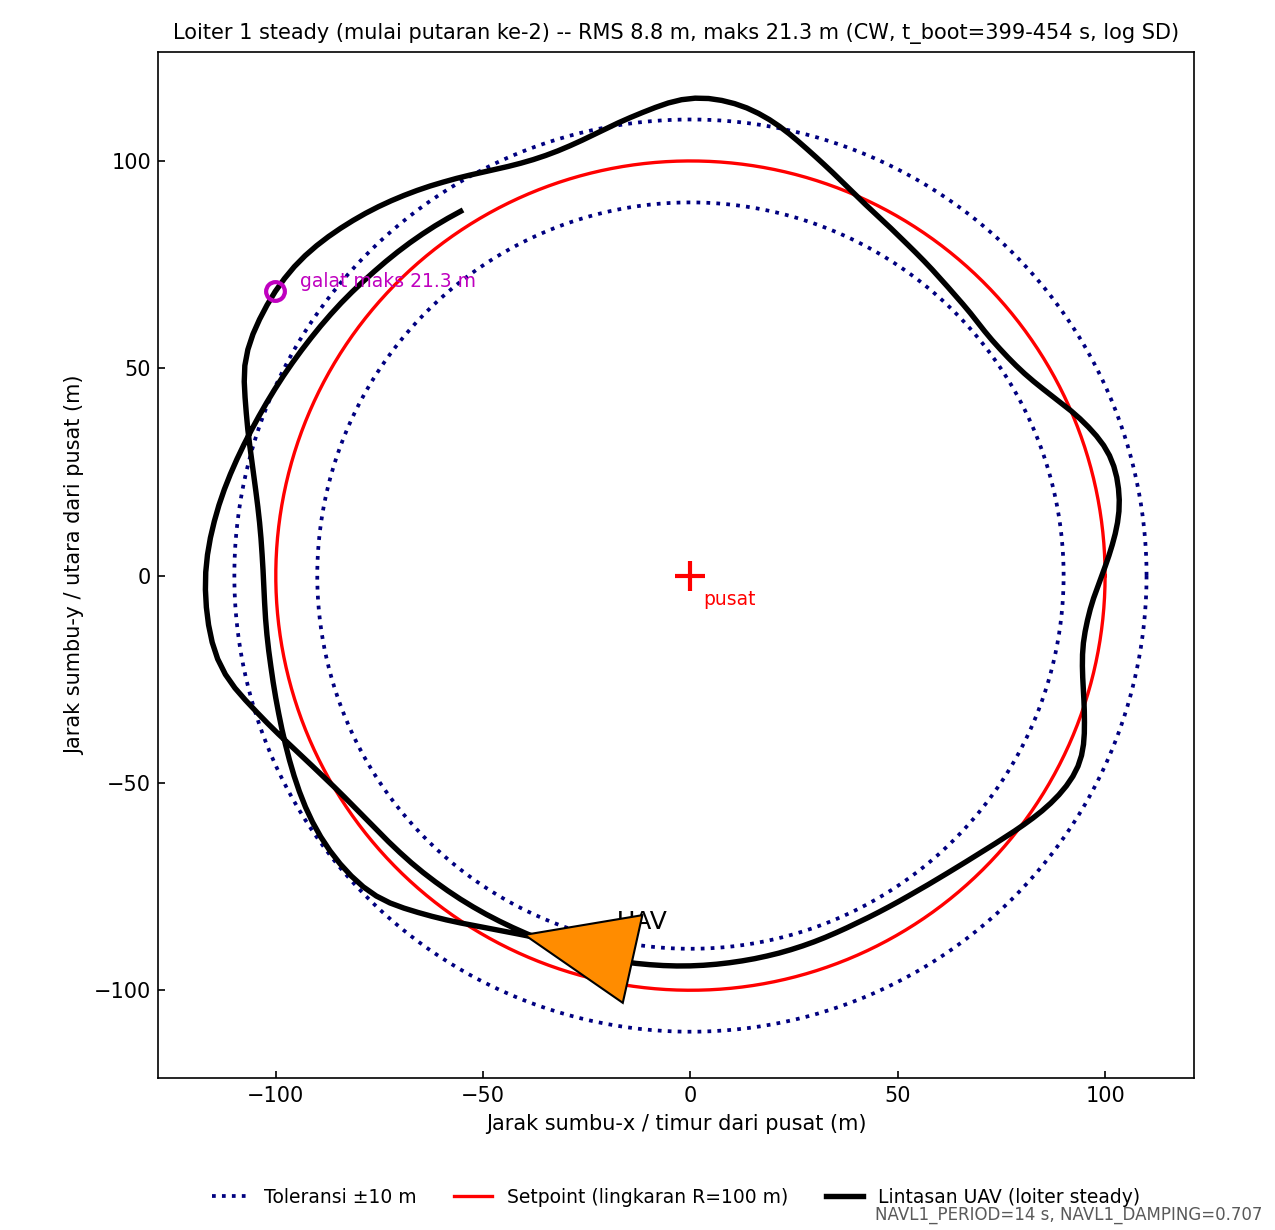 Loiter 1 steady (mulai putaran ke-2) -- RMS 8.8 m, maks 21.3 m (CW, t_boot=399-454 s, log SD)
Jarak sumbu-y / utara dari pusat (m)
100
50
0
−50
−100
galat maks 21.3 m
pusat
UAV
−100 −50 0 50 100
Jarak sumbu-x / timur dari pusat (m)
Toleransi ±10 m Setpoint (lingkaran R=100 m) Lintasan UAV (loiter steady)
NAVL1_PERIOD=14 s, NAVL1_DAMPING=0.707